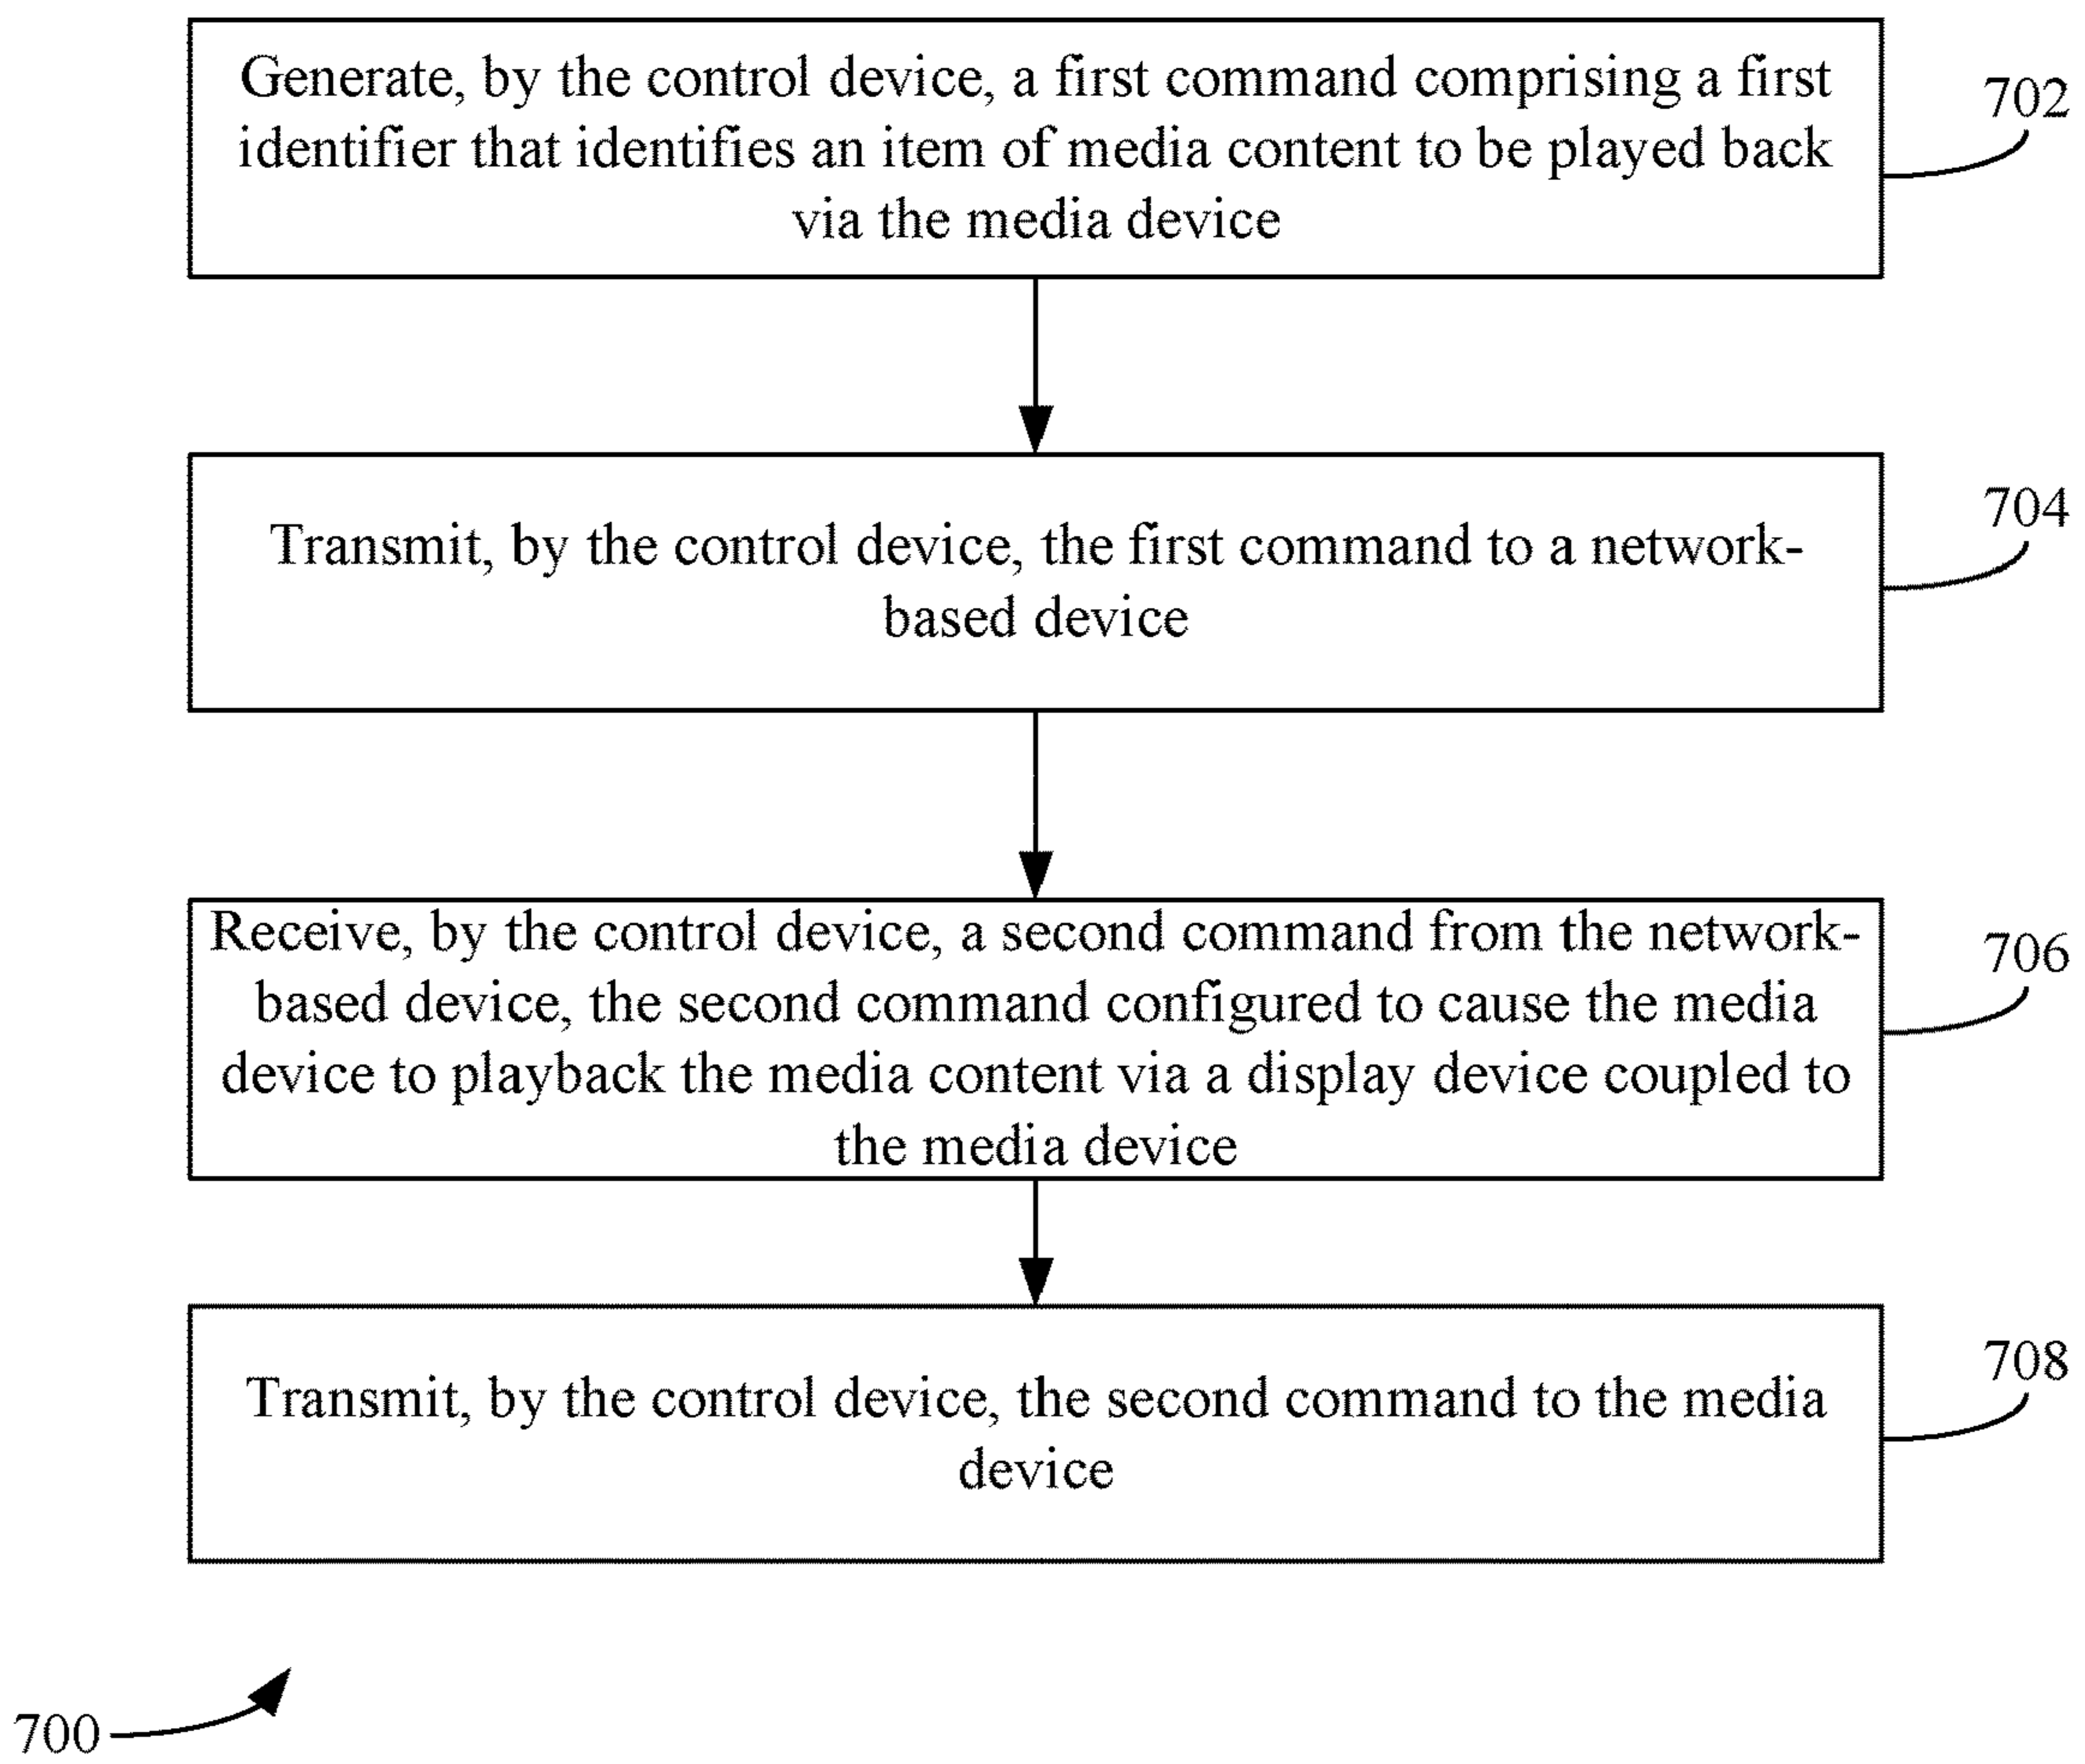 Generate, by the control device, a first command comprising a first
identifier that identifies an item of media content to be played back
via the media device
702
Transmit, by the control device, the first command to a network-
based device
704
Receive, by the control device, a second command from the network-
based device, the second command configured to cause the media
device to playback the media content via a display device coupled to
the media device
706
Transmit, by the control device, the second command to the media
device
708
700